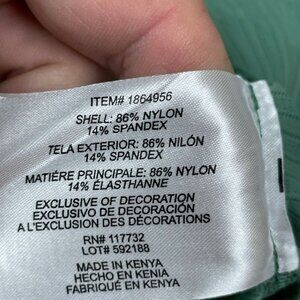 ITEM# 1864956
SHELL: 86% NYLON
14% SPANDEX
TELA EXTERIOR: 86% NILÓN
14% SPANDEX
MATIÉRE PRINCIPALE: 86% NYLON
14% ÉLASTHANNE
EXCLUSIVE OF DECORATION
EXCLUSIVO DE DECORACIÓN
A L'EXCLUSION DES DÉCORATIONS
RN# 117732
LOT# 592188
MADE IN KENYA
HECHO EN KENIA
FABRIQUÉ EN KENYA